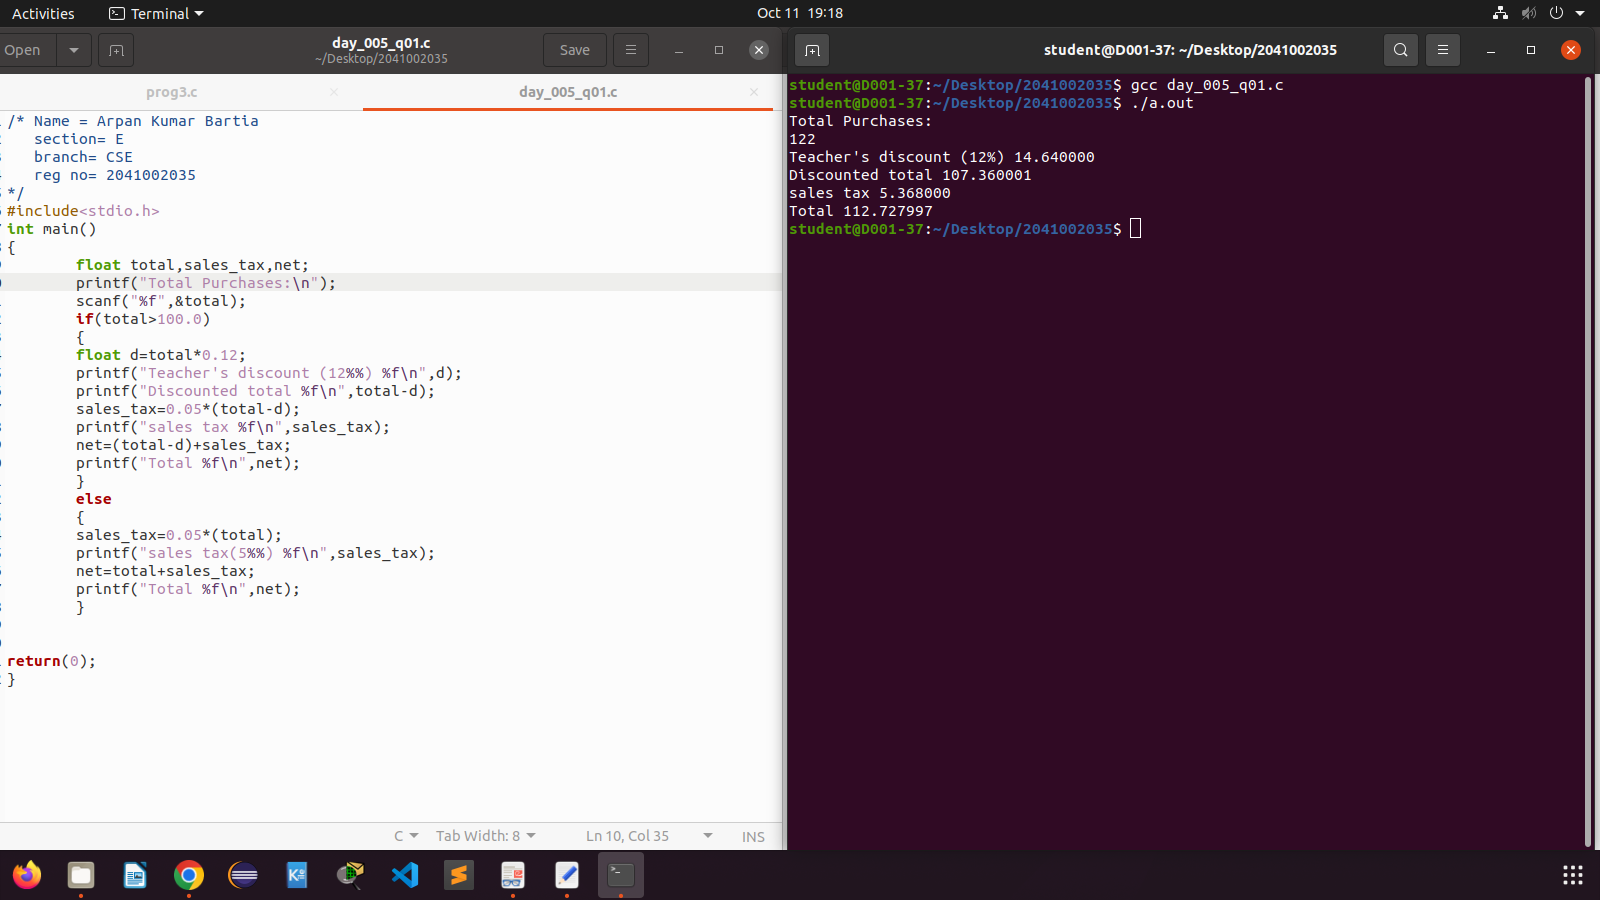 Activities Terminal Oct 11 19:18
Open day_005_q01.c Save
~/Desktop/2041002035
student@D001-37: ~/Desktop/2041002035
prog3.c day_005_q01.c
/* Name = Arpan Kumar Bartia
section= E
branch= CSE
reg no= 2041002035
*/
#include<stdio.h>
int main()
{
float total,sales_tax,net;
printf("Total Purchases:\n");
scanf("%f",&total);
if(total>100.0)
{
float d=total*0.12;
printf("Teacher's discount (12%%) %f\n",d);
printf("Discounted total %f\n",total-d);
sales_tax=0.05*(total-d);
printf("sales tax %f\n",sales_tax);
net=(total-d)+sales_tax;
printf("Total %f\n",net);
}
else
{
sales_tax=0.05*(total);
printf("sales tax(5%%) %f\n",sales_tax);
net=total+sales_tax;
printf("Total %f\n",net);
}
return(0);
}
C Tab Width: 8 Ln 10, Col 35 INS
student@D001-37:~/Desktop/2041002035$ gcc day_005_q01.c
student@D001-37:~/Desktop/2041002035$ ./a.out
Total Purchases:
122
Teacher's discount (12%) 14.640000
Discounted total 107.360001
sales tax 5.368000
Total 112.727997
student@D001-37:~/Desktop/2041002035$